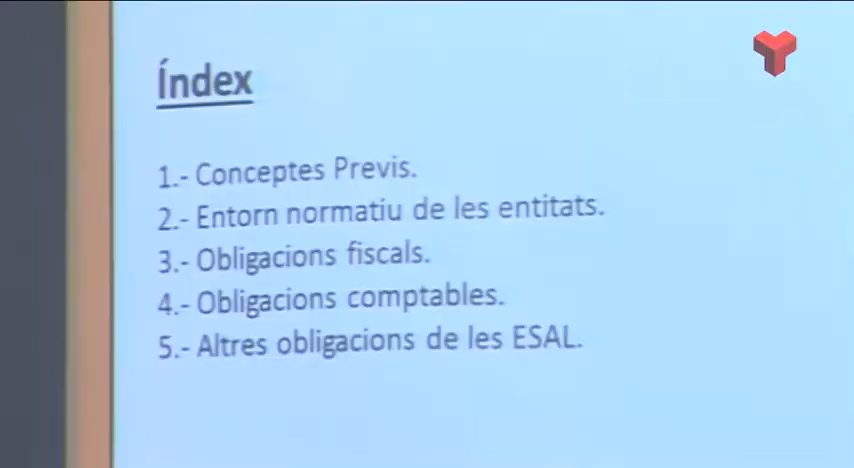 Índex
1.- Conceptes Previs.
2.- Entorn normatiu de les entitats.
3.- Obligacions fiscals.
4.- Obligacions comptables.
5.- Altres obligacions de les ESAL.